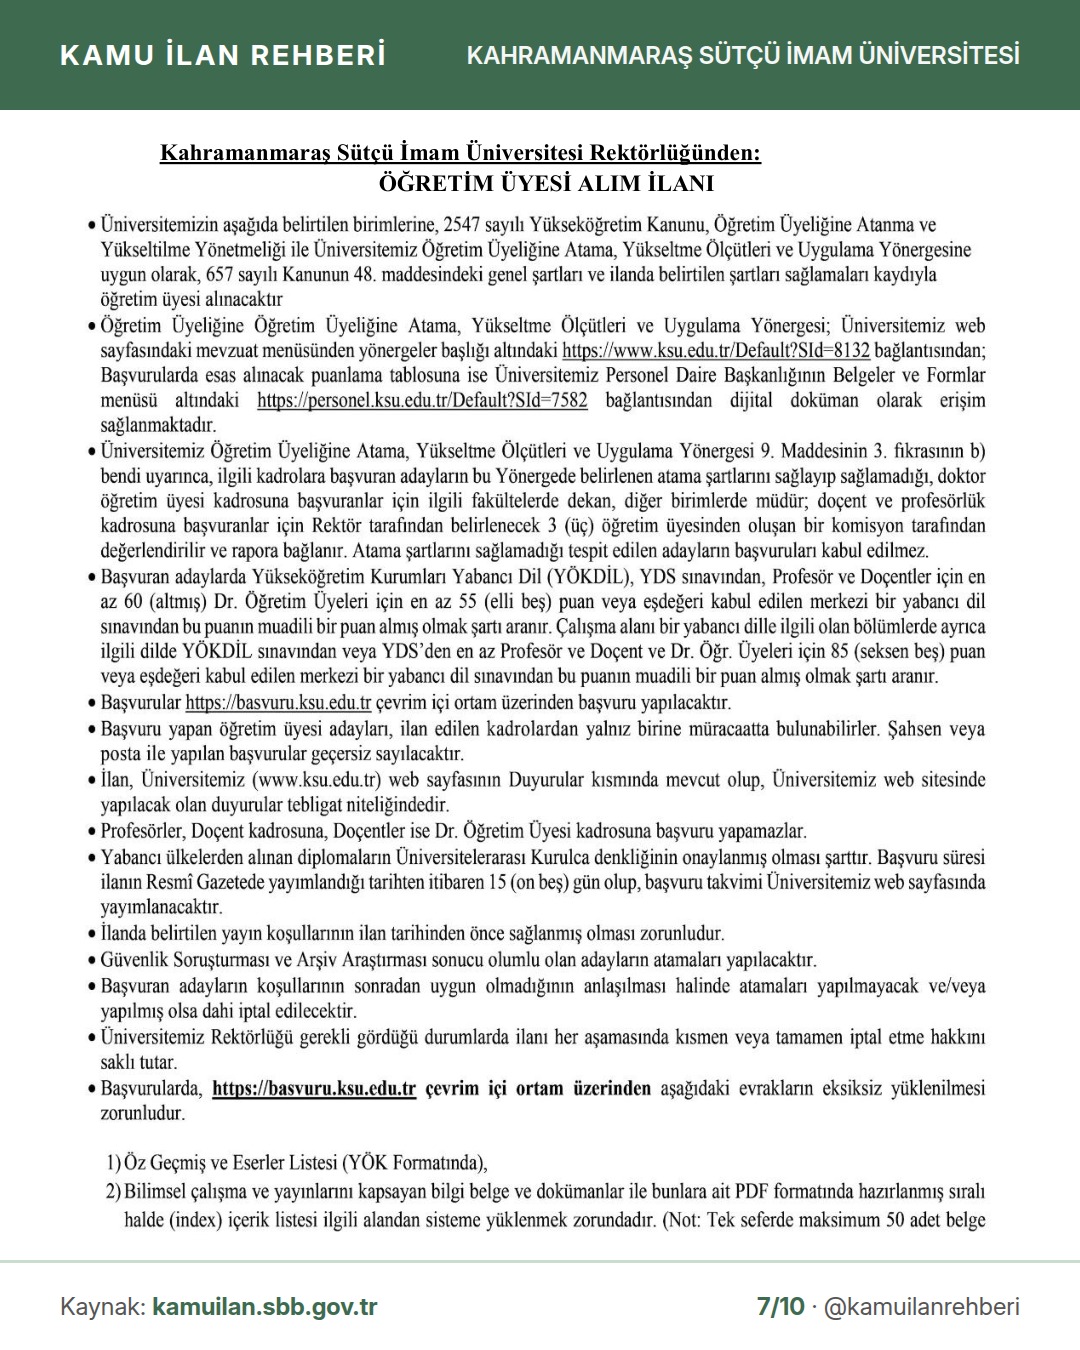 KAMU İLAN REHBERİ
KAHRAMANMARAŞ SÜTÇÜ İMAM ÜNİVERSİTESİ
Kahramanmaraş Sütçü İmam Üniversitesi Rektörlüğünden:
ÖĞRETİM ÜYESİ ALIM İLANI
• Üniversitemizin aşağıda belirtilen birimlerine, 2547 sayılı Yükseköğretim Kanunu, Öğretim Üyeliğine Atanma ve
Yükseltilme Yönetmeliği ile Üniversitemiz Öğretim Üyeliğine Atama, Yükseltme Ölçütleri ve Uygulama Yönergesine
uygun olarak, 657 sayılı Kanunun 48. maddesindeki genel şartları ve ilanda belirtilen şartları sağlamaları kaydıyla
öğretim üyesi alınacaktır
• Öğretim Üyeliğine Öğretim Üyeliğine Atama, Yükseltme Ölçütleri ve Uygulama Yönergesi; Üniversitemiz web
sayfasındaki mevzuat menüsünden yönergeler başlığı altındaki https://www.ksu.edu.tr/Default?SId=8132 bağlantısından;
Başvurularda esas alınacak puanlama tablosuna ise Üniversitemiz Personel Daire Başkanlığının Belgeler ve Formlar
menüsü altındaki https://personel.ksu.edu.tr/Default?SId=7582 bağlantısından dijital doküman olarak erişim
sağlanmaktadır.
• Üniversitemiz Öğretim Üyeliğine Atama, Yükseltme Ölçütleri ve Uygulama Yönergesi 9. Maddesinin 3. fıkrasının b)
bendi uyarınca, ilgili kadrolara başvuran adayların bu Yönergede belirlenen atama şartlarını sağlayıp sağlamadığı, doktor
öğretim üyesi kadrosuna başvuranlar için ilgili fakültelerde dekan, diğer birimlerde müdür; doçent ve profesörlük
kadrosuna başvuranlar için Rektör tarafından belirlenecek 3 (üç) öğretim üyesinden oluşan bir komisyon tarafından
değerlendirilir ve rapora bağlanır. Atama şartlarını sağlamadığı tespit edilen adayların başvuruları kabul edilmez.
• Başvuran adaylarda Yükseköğretim Kurumları Yabancı Dil (YÖKDİL), YDS sınavından, Profesör ve Doçentler için en
az 60 (altmış) Dr. Öğretim Üyeleri için en az 55 (elli beş) puan veya eşdeğeri kabul edilen merkezi bir yabancı dil
sınavından bu puanın muadili bir puan almış olmak şartı aranır. Çalışma alanı bir yabancı dille ilgili olan bölümlerde ayrıca
ilgili dilde YÖKDİL sınavından veya YDS’den en az Profesör ve Doçent ve Dr. Öğr. Üyeleri için 85 (seksen beş) puan
veya eşdeğeri kabul edilen merkezi bir yabancı dil sınavından bu puanın muadili bir puan almış olmak şartı aranır.
• Başvurular https://basvuru.ksu.edu.tr çevrim içi ortam üzerinden başvuru yapılacaktır.
• Başvuru yapan öğretim üyesi adayları, ilan edilen kadrolardan yalnız birine müracaatta bulunabilirler. Şahsen veya
posta ile yapılan başvurular geçersiz sayılacaktır.
• İlan, Üniversitemiz (www.ksu.edu.tr) web sayfasının Duyurular kısmında mevcut olup, Üniversitemiz web sitesinde
yapılacak olan duyurular tebligat niteliğindedir.
• Profesörler, Doçent kadrosuna, Doçentler ise Dr. Öğretim Üyesi kadrosuna başvuru yapamazlar.
• Yabancı ülkelerden alınan diplomaların Üniversitelerarası Kurulca denkliğinin onaylanmış olması şarttır. Başvuru süresi
ilanın Resmî Gazetede yayımlandığı tarihten itibaren 15 (on beş) gün olup, başvuru takvimi Üniversitemiz web sayfasında
yayımlanacaktır.
• İlanda belirtilen yayın koşullarının ilan tarihinden önce sağlanmış olması zorunludur.
• Güvenlik Soruşturması ve Arşiv Araştırması sonucu olumlu olan adayların atamaları yapılacaktır.
• Başvuran adayların koşullarının sonradan uygun olmadığının anlaşılması halinde atamaları yapılmayacak ve/veya
yapılmış olsa dahi iptal edilecektir.
• Üniversitemiz Rektörlüğü gerekli gördüğü durumlarda ilanı her aşamasında kısmen veya tamamen iptal etme hakkını
saklı tutar.
• Başvurularda, https://basvuru.ksu.edu.tr çevrim içi ortam üzerinden aşağıdaki evrakların eksiksiz yüklenilmesi
zorunludur.
1) Öz Geçmiş ve Eserler Listesi (YÖK Formatında),
2) Bilimsel çalışma ve yayınlarını kapsayan bilgi belge ve dokümanlar ile bunlara ait PDF formatında hazırlanmış sıralı
halde (index) içerik listesi ilgili alandan sisteme yüklenmek zorundadır. (Not: Tek seferde maksimum 50 adet belge
Kaynak: kamuilan.sbb.gov.tr
7/10 · @kamuilanrehberi